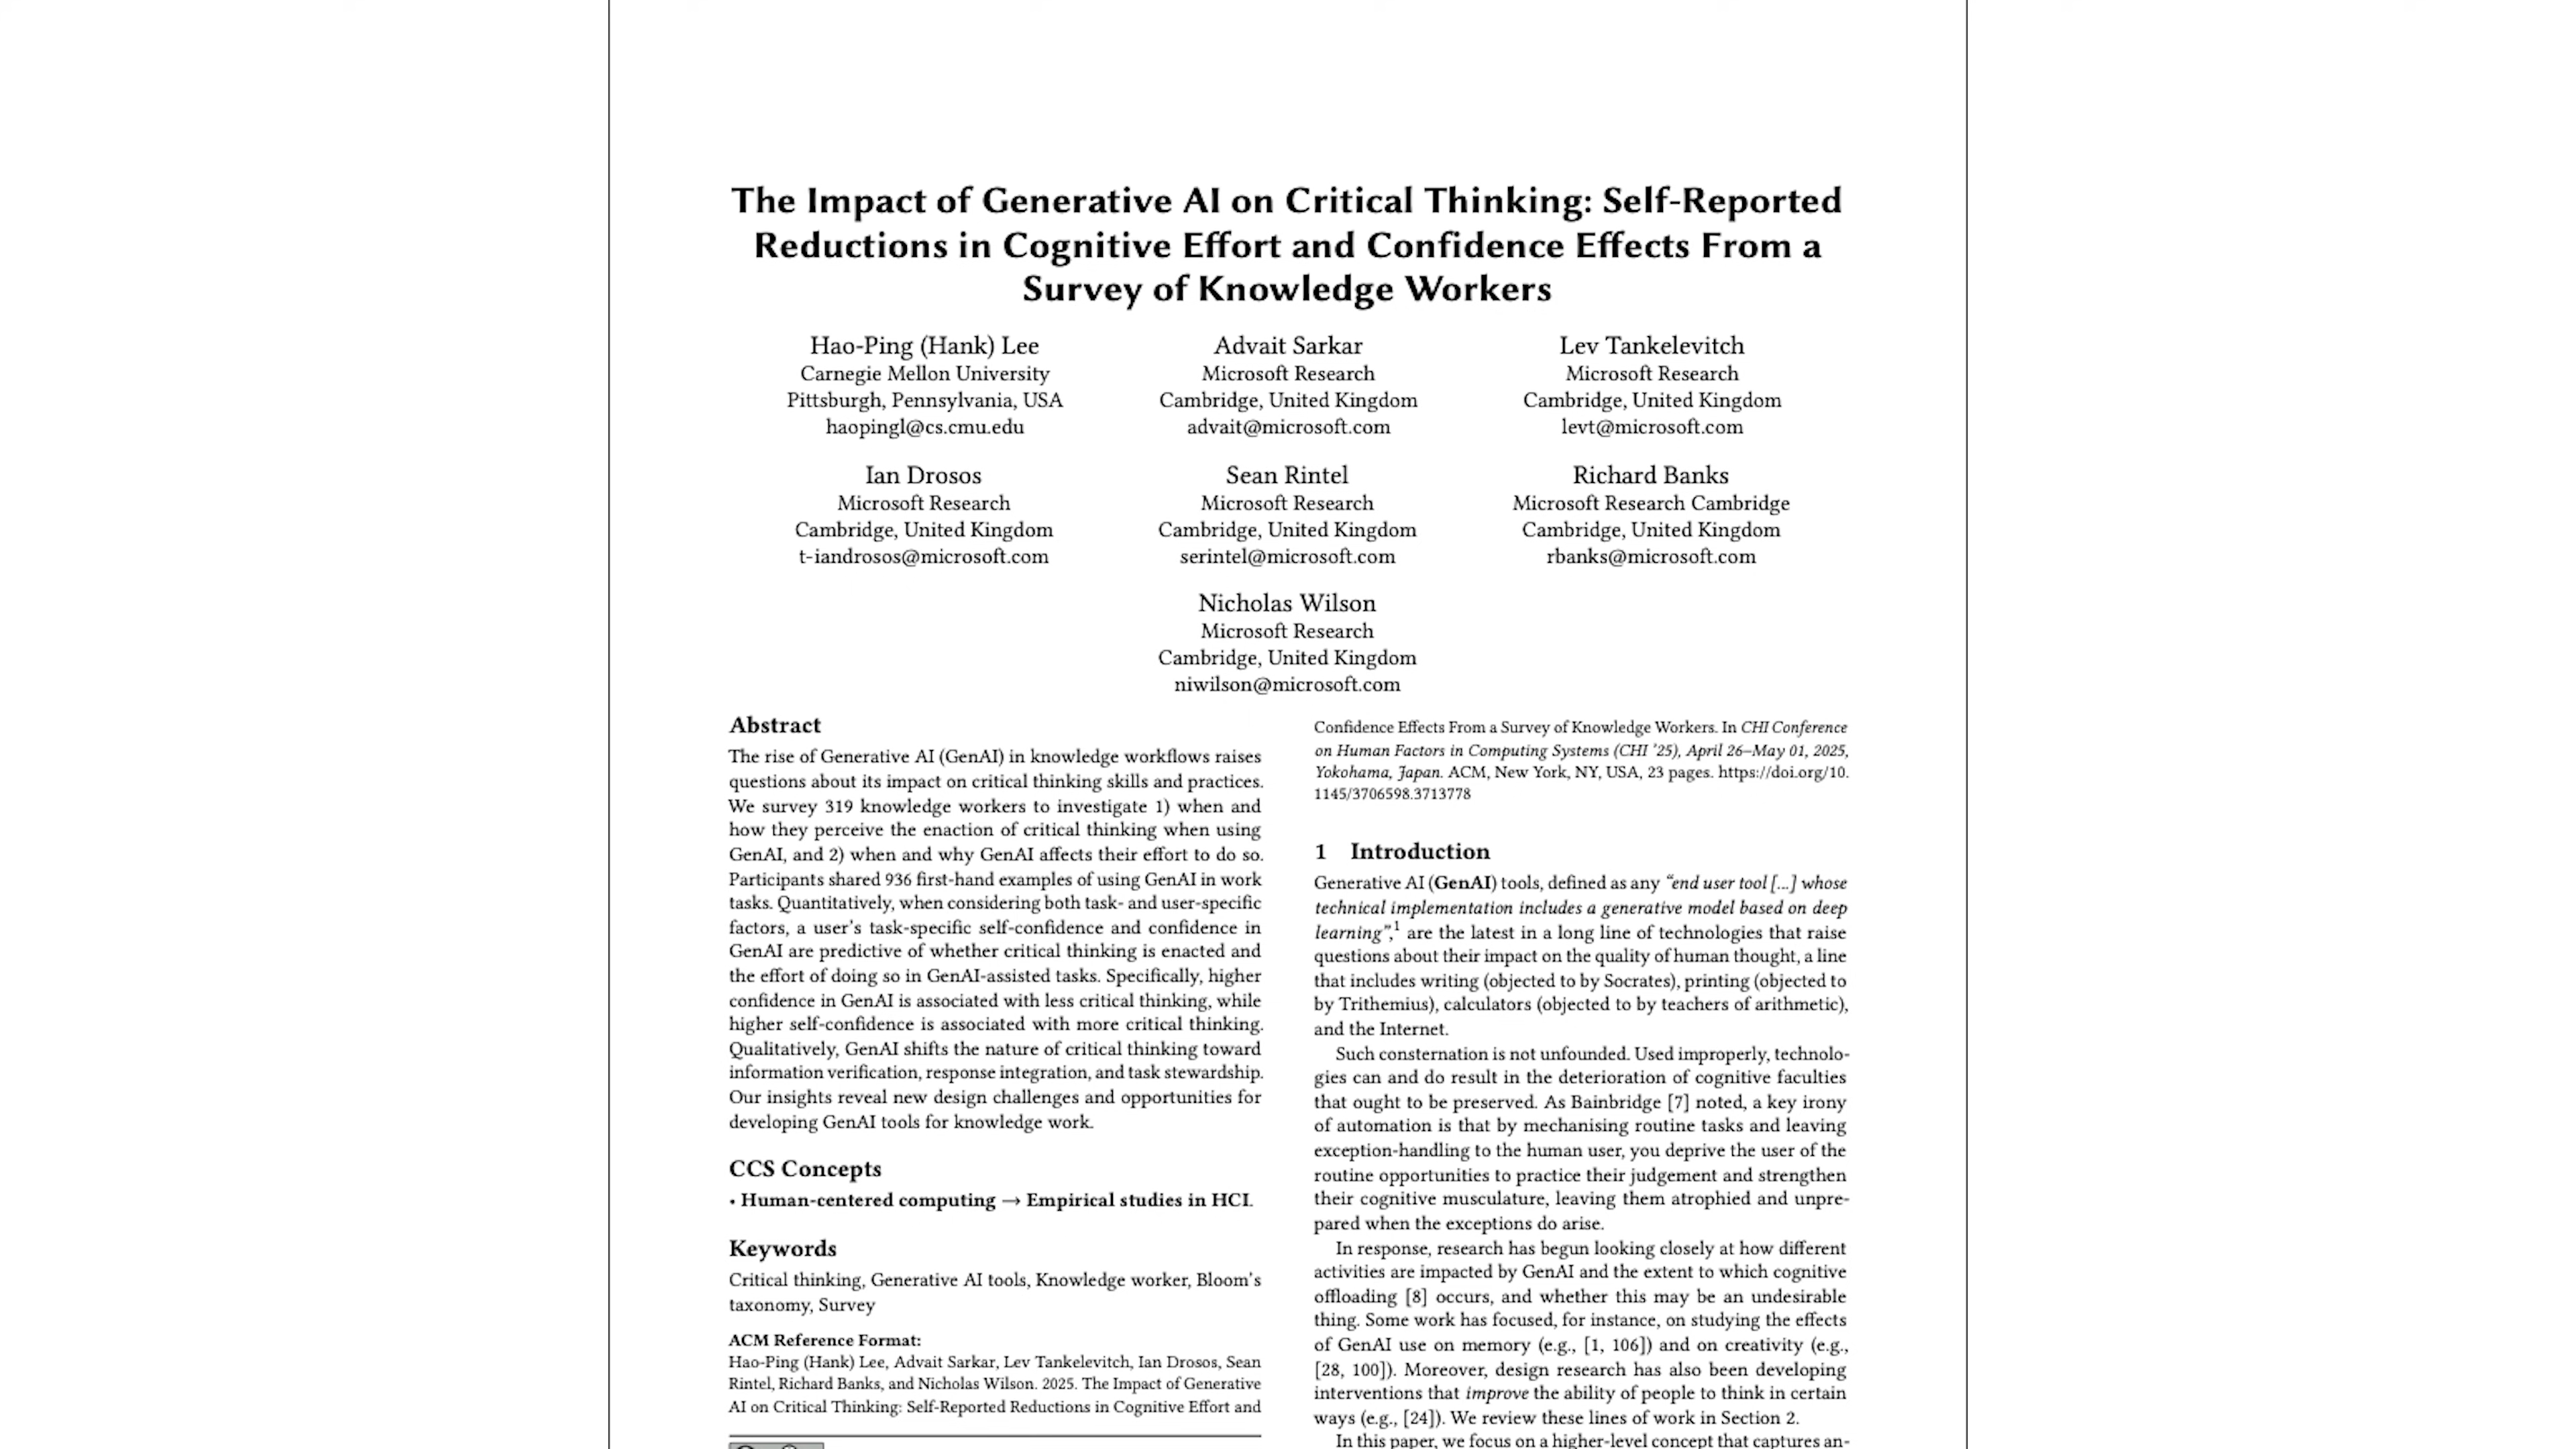 The Impact of Generative AI on Critical Thinking: Self-Reported
Reductions in Cognitive Effort and Confidence Effects From a
Survey of Knowledge Workers
Hao-Ping (Hank) Lee
Carnegie Mellon University
Pittsburgh, Pennsylvania, USA
haopingl@cs.cmu.edu
Advait Sarkar
Microsoft Research
Cambridge, United Kingdom
advait@microsoft.com
Lev Tankelevitch
Microsoft Research
Cambridge, United Kingdom
levt@microsoft.com
Ian Drosos
Microsoft Research
Cambridge, United Kingdom
t-iandrosos@microsoft.com
Sean Rintel
Microsoft Research
Cambridge, United Kingdom
serintel@microsoft.com
Richard Banks
Microsoft Research Cambridge
Cambridge, United Kingdom
rbanks@microsoft.com
Nicholas Wilson
Microsoft Research
Cambridge, United Kingdom
niwilson@microsoft.com
Abstract
The rise of Generative AI (GenAI) in knowledge workflows raises
questions about its impact on critical thinking skills and practices.
We survey 319 knowledge workers to investigate 1) when and
how they perceive the enaction of critical thinking when using
GenAI, and 2) when and why GenAI affects their effort to do so.
Participants shared 936 first-hand examples of using GenAI in work
tasks. Quantitatively, when considering both task- and user-specific
factors, a user's task-specific self-confidence and confidence in
GenAI are predictive of whether critical thinking is enacted and
the effort of doing so in GenAI-assisted tasks. Specifically, higher
confidence in GenAI is associated with less critical thinking, while
higher self-confidence is associated with more critical thinking.
Qualitatively, GenAI shifts the nature of critical thinking toward
information verification, response integration, and task stewardship.
Our insights reveal new design challenges and opportunities for
developing GenAI tools for knowledge work.
CCS Concepts
• Human-centered computing → Empirical studies in HCI.
Keywords
Critical thinking, Generative AI tools, Knowledge worker, Bloom's
taxonomy, Survey
ACM Reference Format:
Hao-Ping (Hank) Lee, Advait Sarkar, Lev Tankelevitch, Ian Drosos, Sean
Rintel, Richard Banks, and Nicholas Wilson. 2025. The Impact of Generative
AI on Critical Thinking: Self-Reported Reductions in Cognitive Effort and
Confidence Effects From a Survey of Knowledge Workers. In CHI Conference
on Human Factors in Computing Systems (CHI '25), April 26–May 01, 2025,
Yokohama, Japan. ACM, New York, NY, USA, 23 pages. https://doi.org/10.
1145/3706598.3713778
1 Introduction
Generative AI (GenAI) tools, defined as any “end user tool [...] whose
technical implementation includes a generative model based on deep
learning”,1 are the latest in a long line of technologies that raise
questions about their impact on the quality of human thought, a line
that includes writing (objected to by Socrates), printing (objected to
by Trithemius), calculators (objected to by teachers of arithmetic),
and the Internet.
Such consternation is not unfounded. Used improperly, technolo-
gies can and do result in the deterioration of cognitive faculties
that ought to be preserved. As Bainbridge [7] noted, a key irony
of automation is that by mechanising routine tasks and leaving
exception-handling to the human user, you deprive the user of the
routine opportunities to practice their judgement and strengthen
their cognitive musculature, leaving them atrophied and unpre-
pared when the exceptions do arise.
In response, research has begun looking closely at how different
activities are impacted by GenAI and the extent to which cognitive
offloading [8] occurs, and whether this may be an undesirable
thing. Some work has focused, for instance, on studying the effects
of GenAI use on memory (e.g., [1, 106]) and on creativity (e.g.,
[28, 100]). Moreover, design research has also been developing
interventions that improve the ability of people to think in certain
ways (e.g., [24]). We review these lines of work in Section 2.
In this paper, we focus on a higher-level concept that captures an-